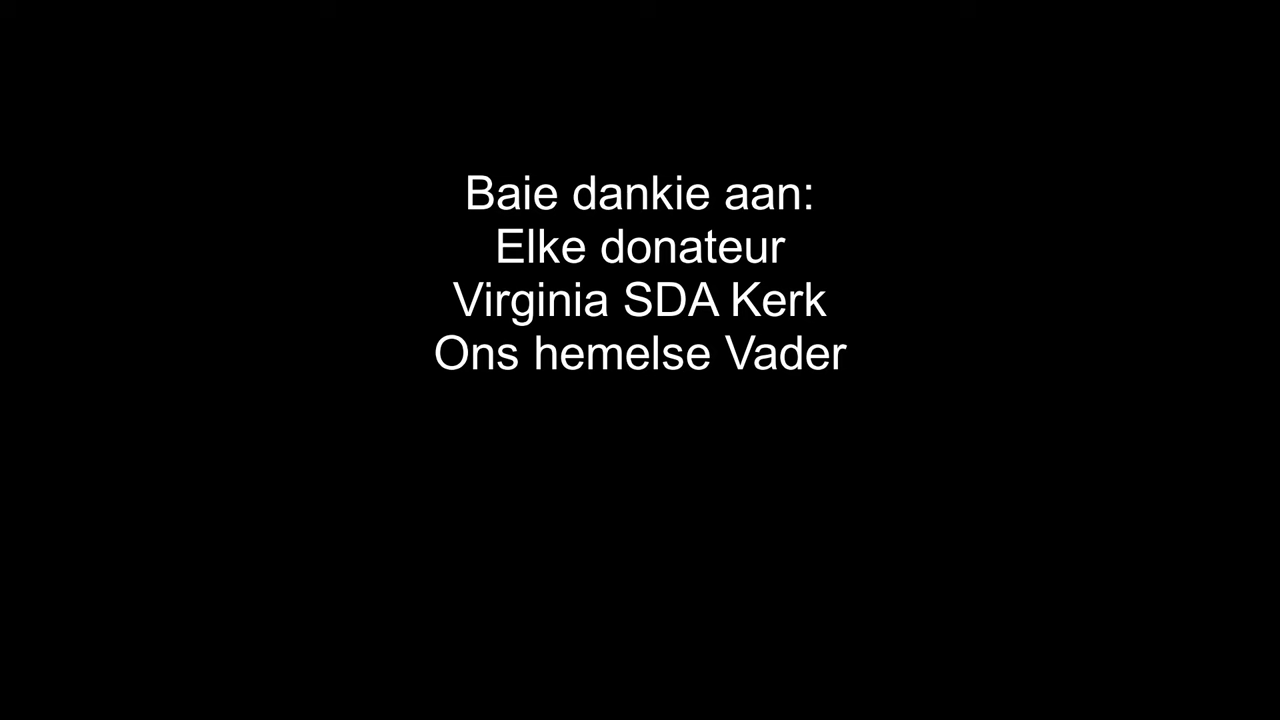 Baie dankie aan:
Elke donateur
Virginia SDA Kerk
Ons hemelse Vader